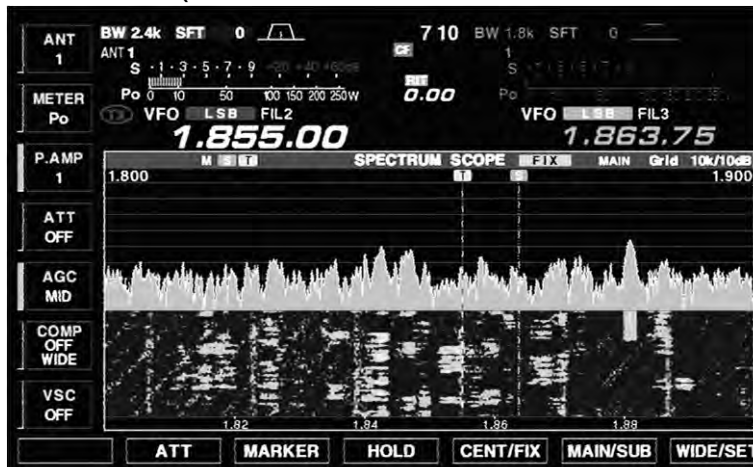 ANT
1
METER
Po
P.AMP
1
ATT
OFF
AGC
MID
COMP
OFF
WIDE
VSC
OFF
BW 2.4k SFT 0
7 10 BW 1.8k SFT 0
ANT 1
CF
1
S ·1·3·5·7·9 +20 +40 +60dB
S
RIT
Po 0 10 50 100 150 200 250W
0.00
Po
TX VFO LSB FIL2
VFO LSB FIL3
1.855.00
1.863.75
M S T SPECTRUM SCOPE FIX MAIN Grid 10k/10dB
1.800 T S 1.900
1.82 1.84 1.86 1.88
ATT MARKER HOLD CENT/FIX MAIN/SUB WIDE/SET